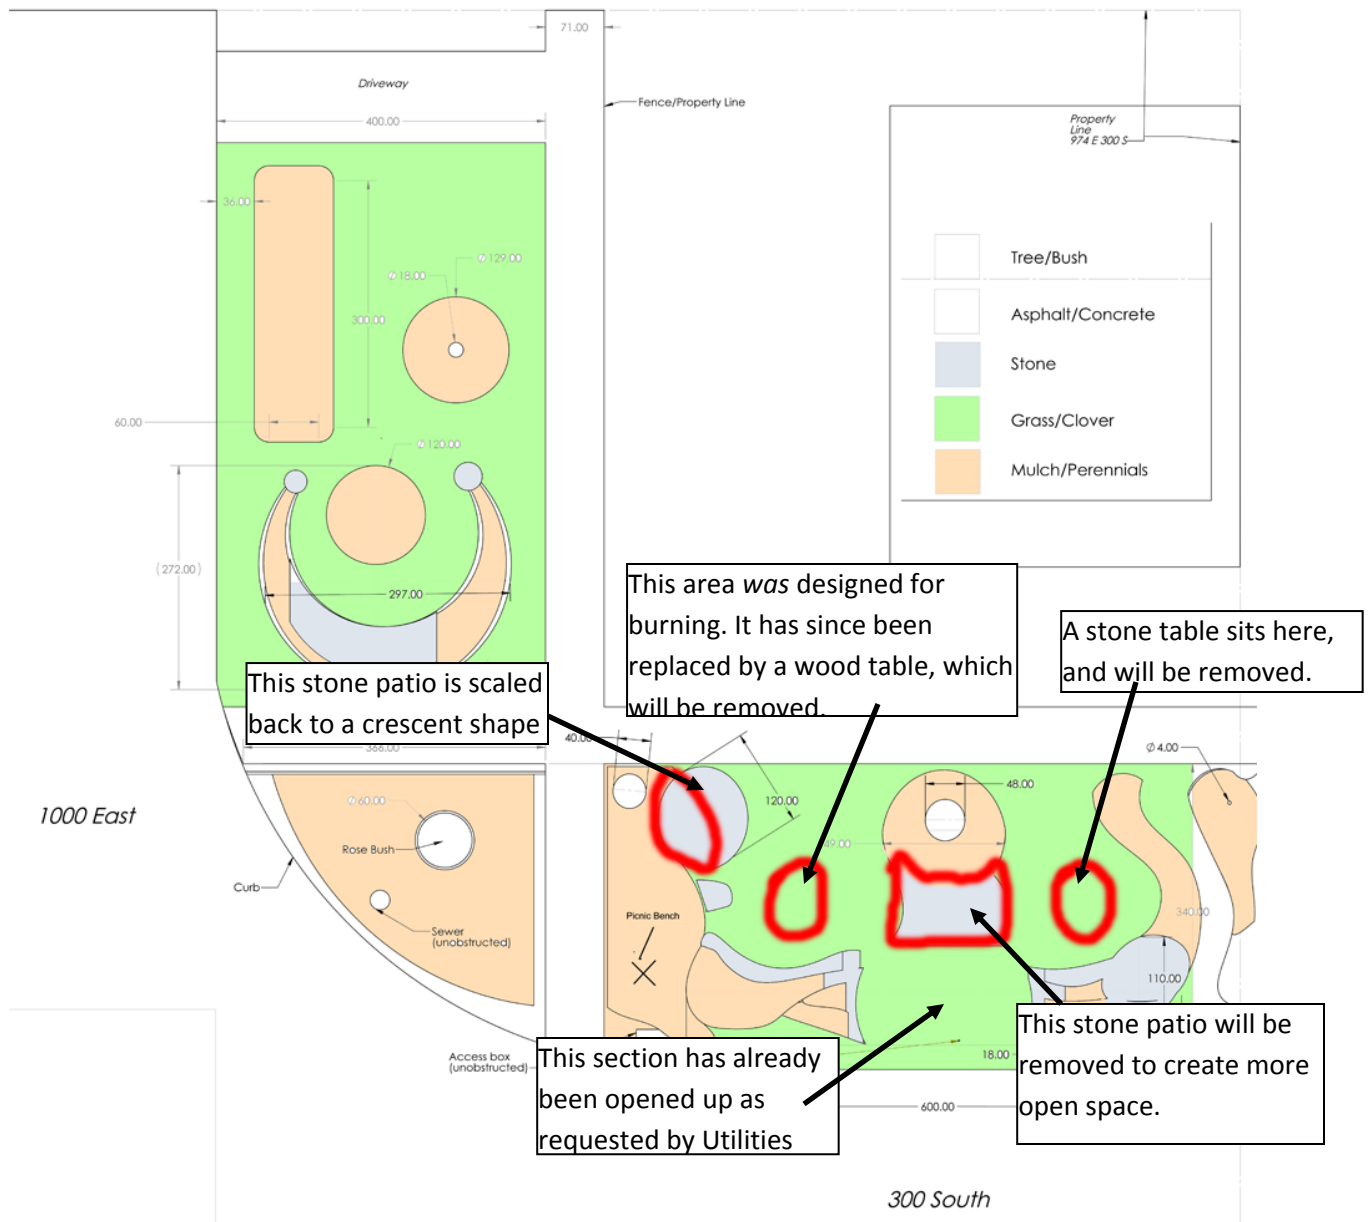 71.00
Driveway
Fence/Property Line
400.00
Property
Line
974 E 300 S
36.00
Tree/Bush
Ø 129.00
Ø 18.00
Asphalt/Concrete
300.00
Stone
Grass/Clover
60.00
Ø 120.00
Mulch/Perennials
(272.00)
297.00
This area was designed for
burning. It has since been
replaced by a wood table, which
will be removed.
A stone table sits here,
and will be removed.
This stone patio is scaled
back to a crescent shape
366.00
40.00
Ø 4.00
48.00
120.00
1000 East
Ø 60.00
Rose Bush
49.00
Curb
Picnic Bench
340.00
Sewer
(unobstructed)
110.00
This stone patio will be
removed to create more
open space.
Access box
(unobstructed)
This section has already
been opened up as
requested by Utilities
18.00
600.00
300 South